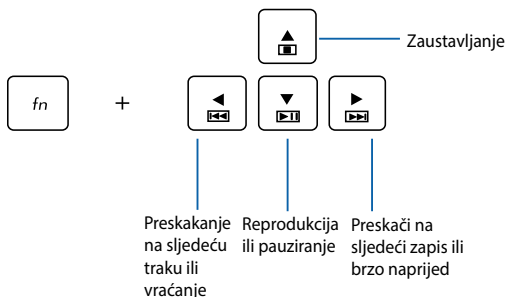 Zaustavljanje
fn
+
Preskakanje
na sljedeću
traku ili
vraćanje
Reprodukcija
ili pauziranje
Preskači na
sljedeći zapis ili
brzo naprijed